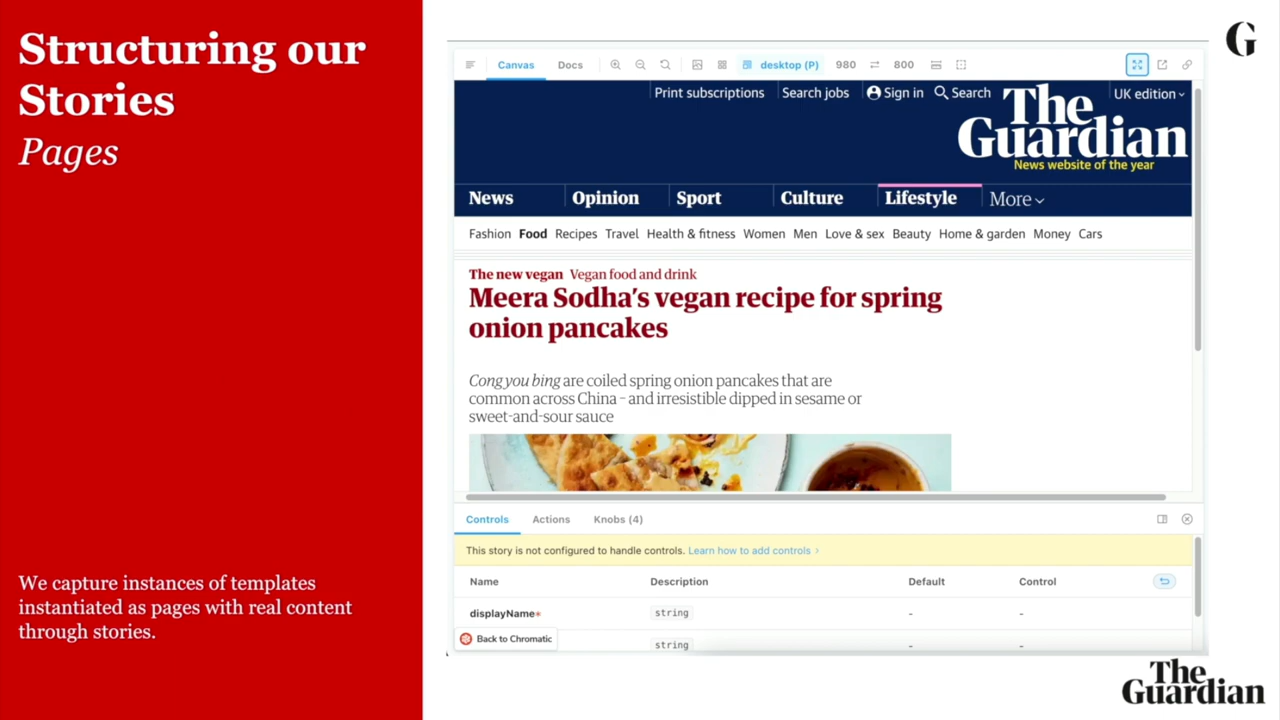 Structuring our
Stories
Pages
We capture instances of templates
instantiated as pages with real content
through stories.
G
Canvas Docs desktop (P) 980 800
Print subscriptions Search jobs Sign in Search UK edition
The
Guardian
News website of the year
News Opinion Sport Culture Lifestyle More
Fashion Food Recipes Travel Health & fitness Women Men Love & sex Beauty Home & garden Money Cars
The new vegan Vegan food and drink
Meera Sodha's vegan recipe for spring
onion pancakes
Cong you bing are coiled spring onion pancakes that are
common across China – and irresistible dipped in sesame or
sweet-and-sour sauce
Controls Actions Knobs (4)
This story is not configured to handle controls. Learn how to add controls
Name Description Default Control
displayName* string - -
Back to Chromatic string - -
The
Guardian